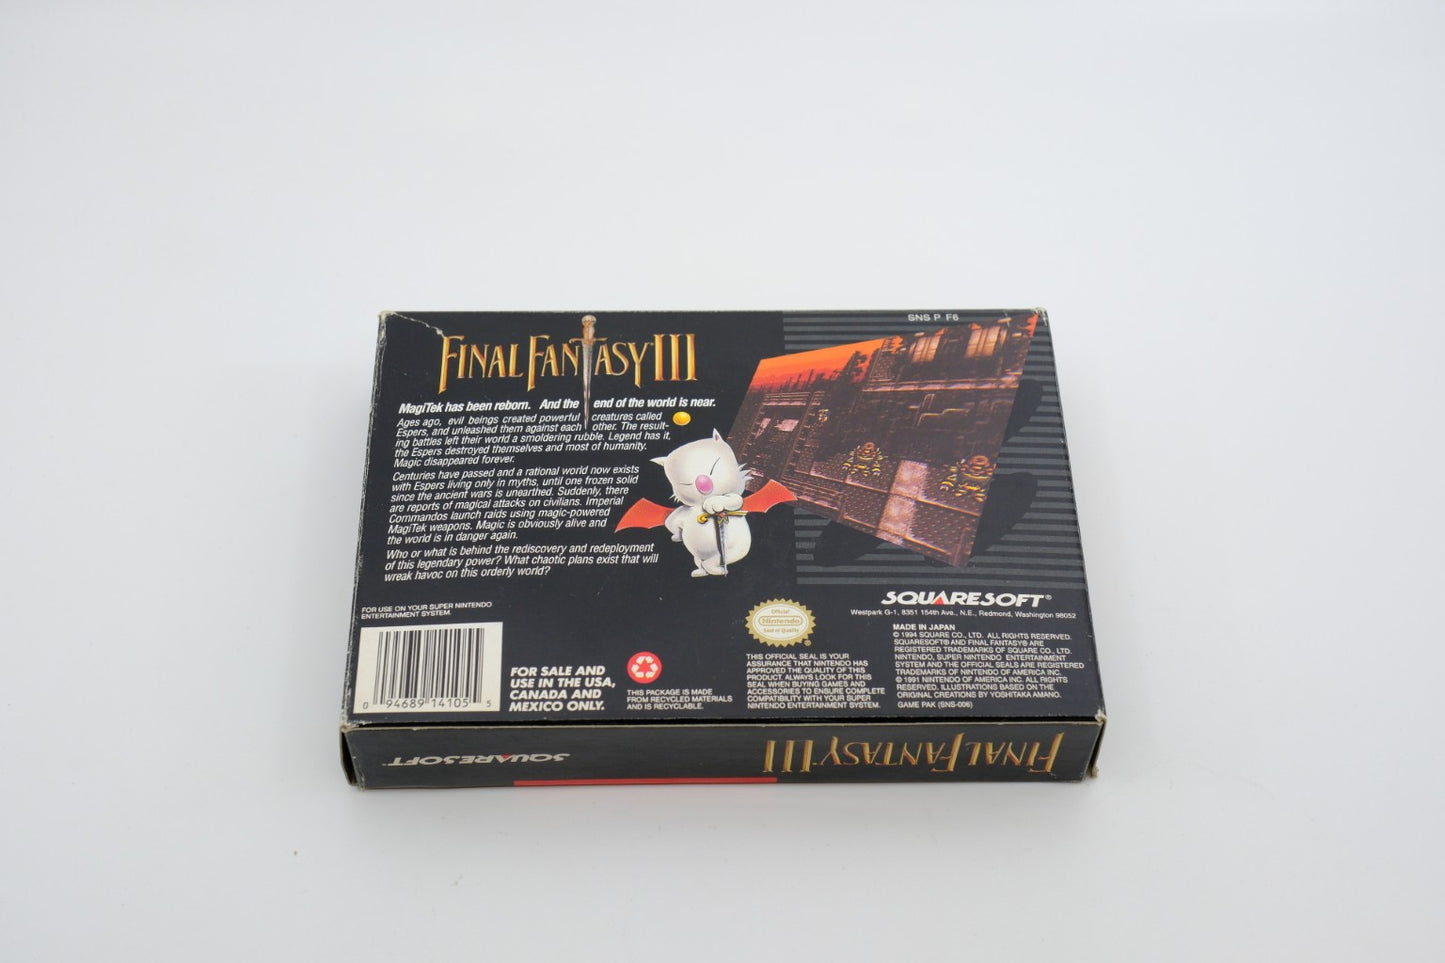 SNS P F6
FINAL FANTASY III
MagiTek has been reborn. And the end of the world is near.
Ages ago, evil beings created powerful creatures called
Espers, and unleashed them against each other. The result-
ing battles left their world a smoldering rubble. Legend has it,
the Espers destroyed themselves and most of humanity.
Magic disappeared forever.
Centuries have passed and a rational world now exists
with Espers living only in myths, until one frozen solid
since the ancient wars is unearthed. Suddenly, there
are reports of magical attacks on civilians. Imperial
Commandos launch raids using magic-powered
MagiTek weapons. Magic is obviously alive and
the world is in danger again.
Who or what is behind the rediscovery and redeployment
of this legendary power? What chaotic plans exist that will
wreak havoc on this orderly world?
FOR USE ON YOUR SUPER NINTENDO
ENTERTAINMENT SYSTEM.
0 94689 14105 5
FOR SALE AND
USE IN THE USA,
CANADA AND
MEXICO ONLY.
THIS PACKAGE IS MADE
FROM RECYCLED MATERIALS
AND IS RECYCLABLE.
Official
Nintendo
Seal of Quality
THIS OFFICIAL SEAL IS YOUR
ASSURANCE THAT NINTENDO HAS
APPROVED THE QUALITY OF THIS
PRODUCT. ALWAYS LOOK FOR THIS
SEAL WHEN BUYING GAMES AND
ACCESSORIES TO ENSURE COMPLETE
COMPATIBILITY WITH YOUR SUPER
NINTENDO ENTERTAINMENT SYSTEM.
SQUARESOFT®
Westpark G-1, 8351 154th Ave., N.E., Redmond, Washington 98052
MADE IN JAPAN
© 1994 SQUARE CO., LTD. ALL RIGHTS RESERVED.
SQUARESOFT® AND FINAL FANTASY® ARE
REGISTERED TRADEMARKS OF SQUARE CO., LTD.
NINTENDO, SUPER NINTENDO ENTERTAINMENT
SYSTEM AND THE OFFICIAL SEALS ARE REGISTERED
TRADEMARKS OF NINTENDO OF AMERICA INC.
© 1991 NINTENDO OF AMERICA INC. ALL RIGHTS
RESERVED. ILLUSTRATIONS BASED ON THE
ORIGINAL CREATIONS BY YOSHITAKA AMANO.
GAME PAK (SNS-006)
FINAL FANTASY III
SQUARESOFT